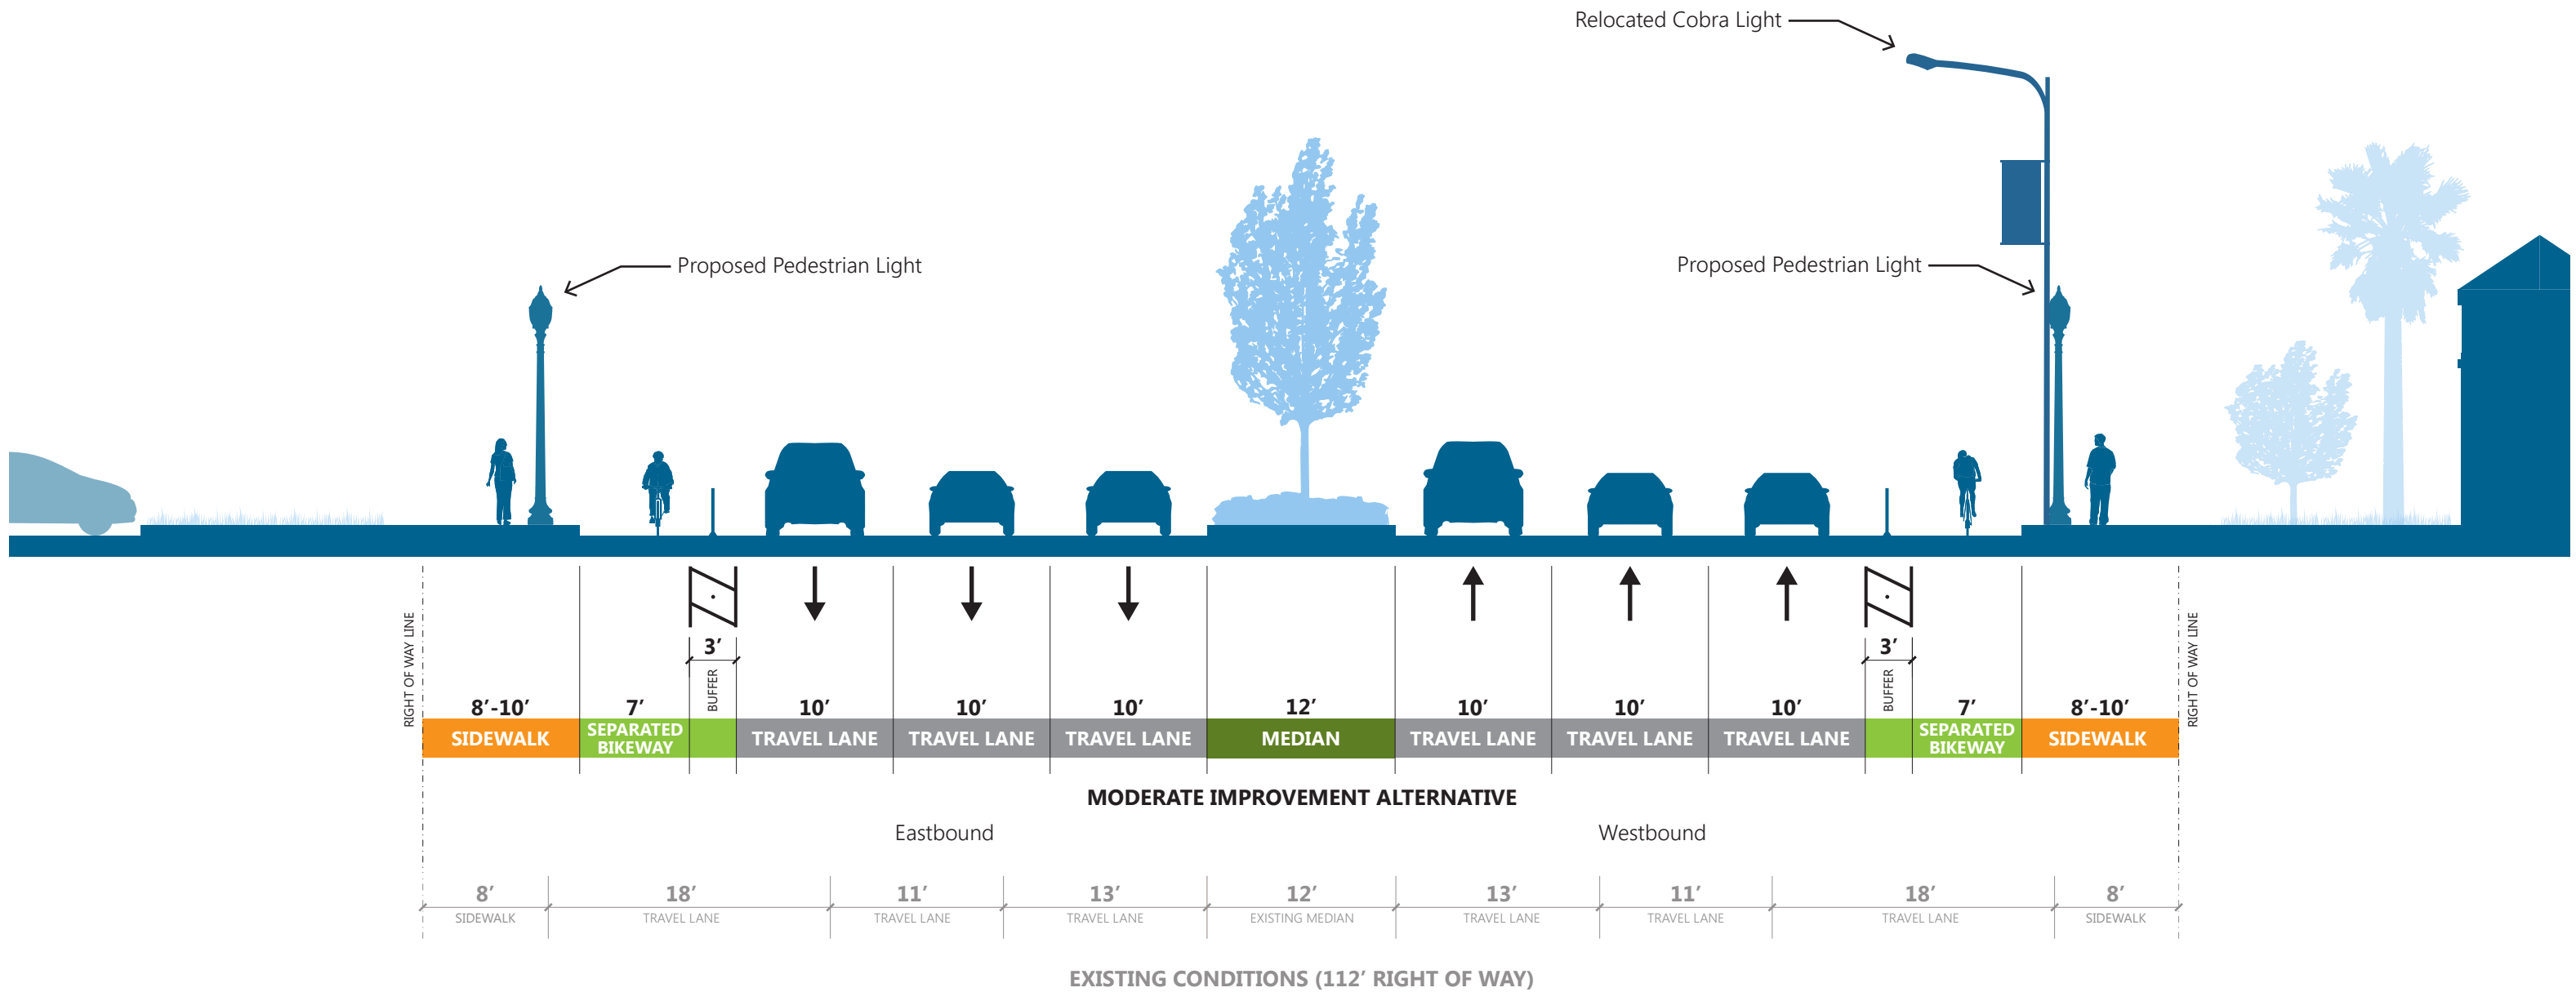 Relocated Cobra Light
Proposed Pedestrian Light
Proposed Pedestrian Light
RIGHT OF WAY LINE
RIGHT OF WAY LINE
3’
3’
BUFFER
BUFFER
8’-10’ 7’ 10’ 10’ 10’ 12’ 10’ 10’ 10’ 7’ 8’-10’
SIDEWALK SEPARATED BIKEWAY TRAVEL LANE TRAVEL LANE TRAVEL LANE MEDIAN TRAVEL LANE TRAVEL LANE TRAVEL LANE SEPARATED BIKEWAY SIDEWALK
MODERATE IMPROVEMENT ALTERNATIVE
Eastbound Westbound
8’ 18’ 11’ 13’ 12’ 13’ 11’ 18’ 8’
SIDEWALK TRAVEL LANE TRAVEL LANE TRAVEL LANE EXISTING MEDIAN TRAVEL LANE TRAVEL LANE TRAVEL LANE SIDEWALK
EXISTING CONDITIONS (112’ RIGHT OF WAY)